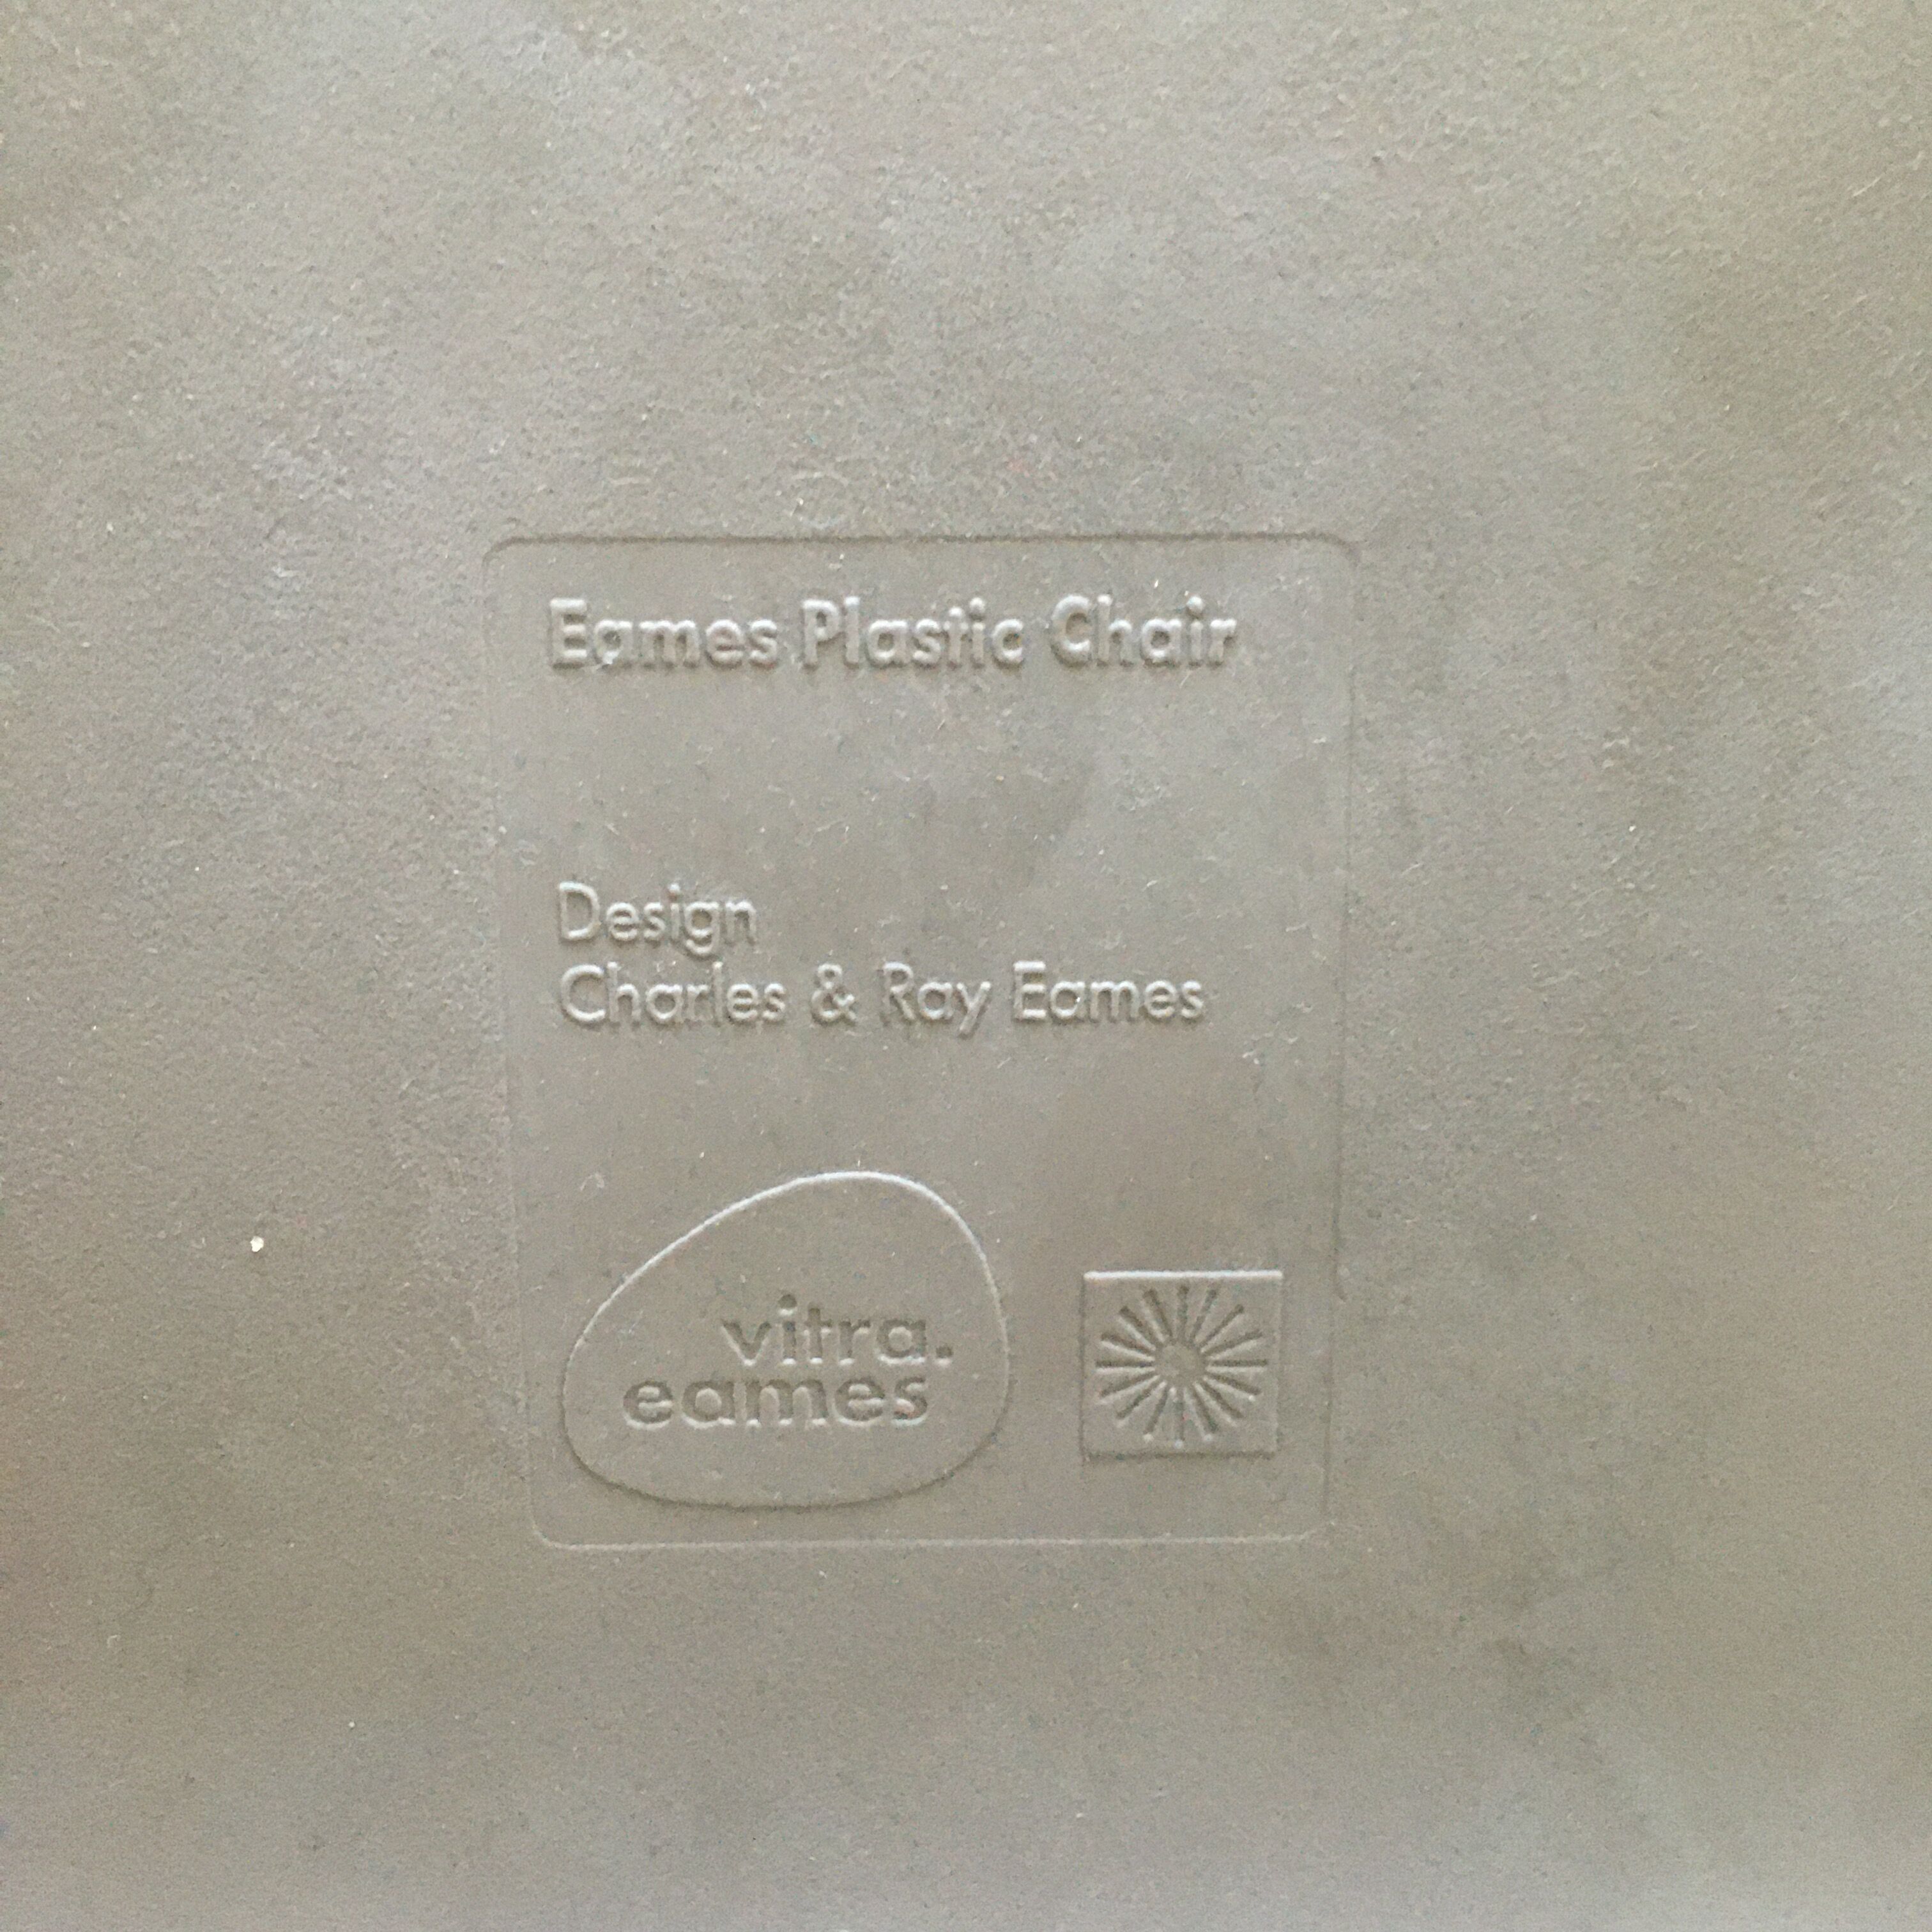 Eames Plastic Chair
Design
Charles & Ray Eames
vitra.
eames